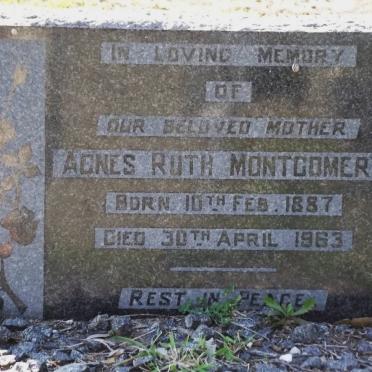 IN LOVING MEMORY
OF
OUR BELOVED MOTHER
AGNES RUTH MONTGOMER
BORN 10TH FEB. 1887
DIED 30TH APRIL 1963
REST IN PEACE